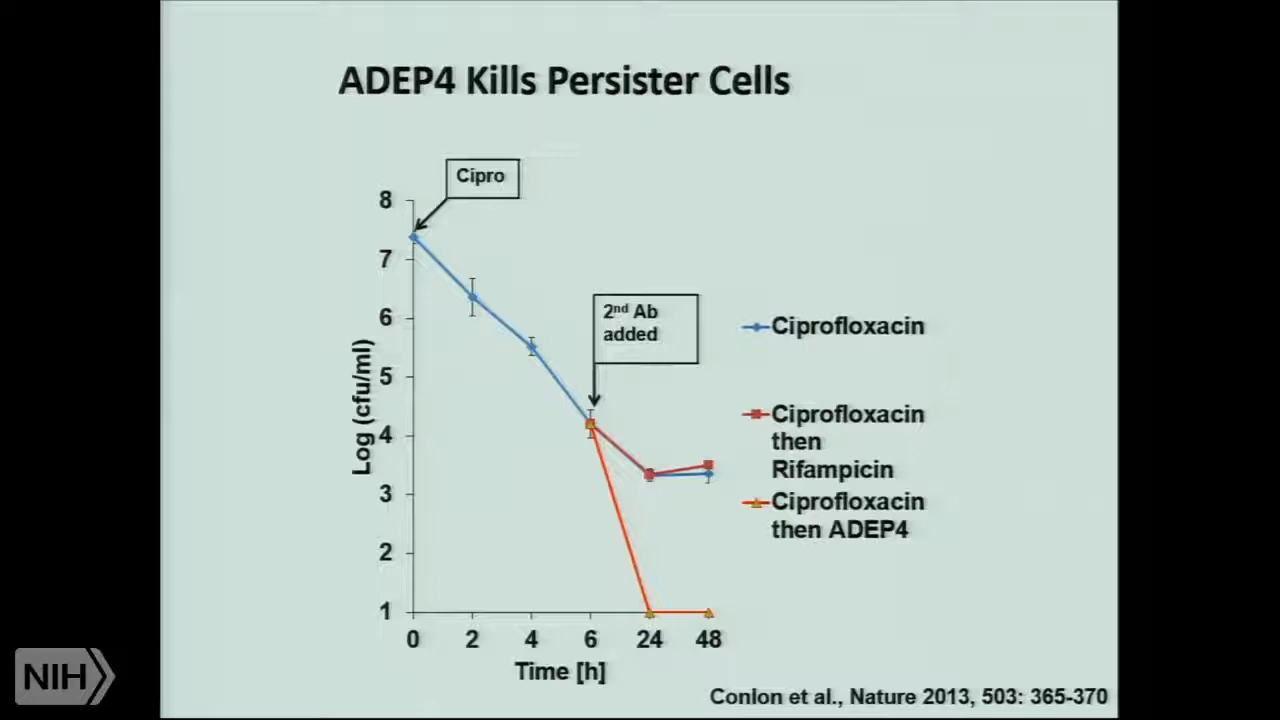 ADEP4 Kills Persister Cells
Cipro
8
7
6
5
4
3
2
1
Log (cfu/ml)
2nd Ab
added
Ciprofloxacin
Ciprofloxacin
then
Rifampicin
Ciprofloxacin
then ADEP4
0 2 4 6 24 48
Time [h]
NIH
Conlon et al., Nature 2013, 503: 365-370